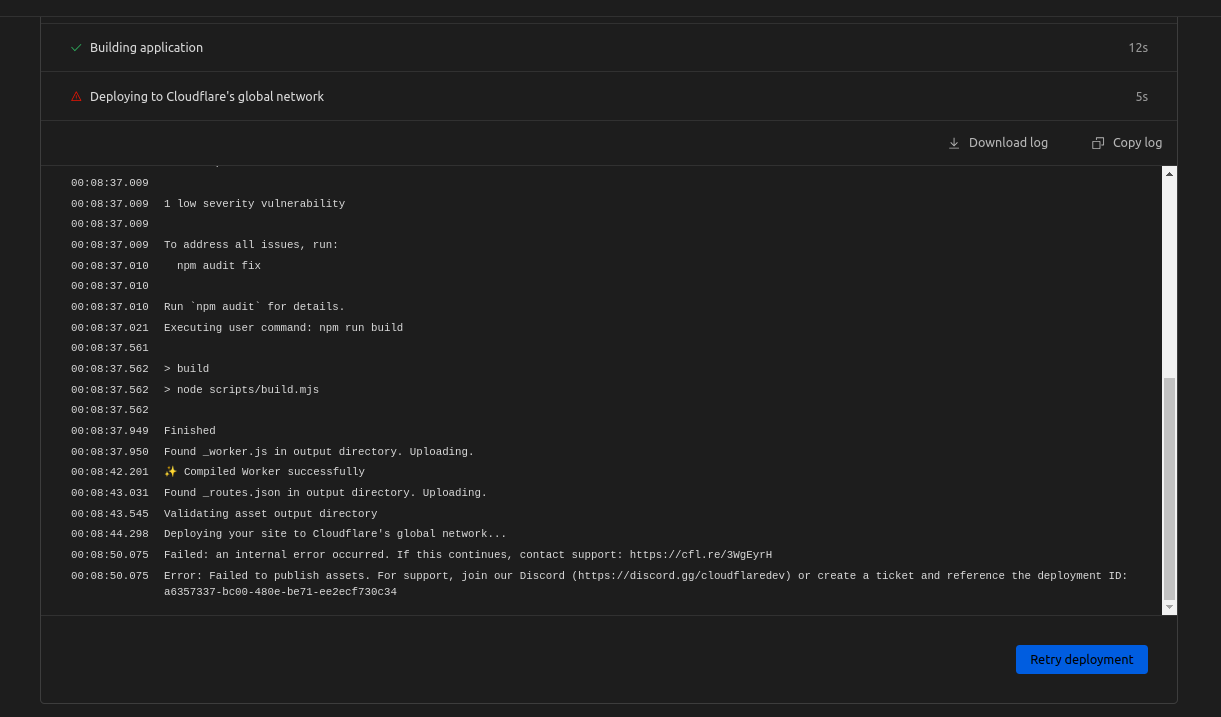 Building application 12s
Deploying to Cloudflare's global network 5s
Download log Copy log
00:08:37.009
00:08:37.009 1 low severity vulnerability
00:08:37.009
00:08:37.009 To address all issues, run:
00:08:37.010 npm audit fix
00:08:37.010
00:08:37.010 Run `npm audit` for details.
00:08:37.021 Executing user command: npm run build
00:08:37.561
00:08:37.562 > build
00:08:37.562 > node scripts/build.mjs
00:08:37.562
00:08:37.949 Finished
00:08:37.950 Found _worker.js in output directory. Uploading.
00:08:42.201 ✨ Compiled Worker successfully
00:08:43.031 Found _routes.json in output directory. Uploading.
00:08:43.545 Validating asset output directory
00:08:44.298 Deploying your site to Cloudflare's global network...
00:08:50.075 Failed: an internal error occurred. If this continues, contact support: https://cfl.re/3WgEyrH
00:08:50.075 Error: Failed to publish assets. For support, join our Discord (https://discord.gg/cloudflaredev) or create a ticket and reference the deployment ID:
a6357337-bc00-480e-be71-ee2ecf730c34
Retry deployment